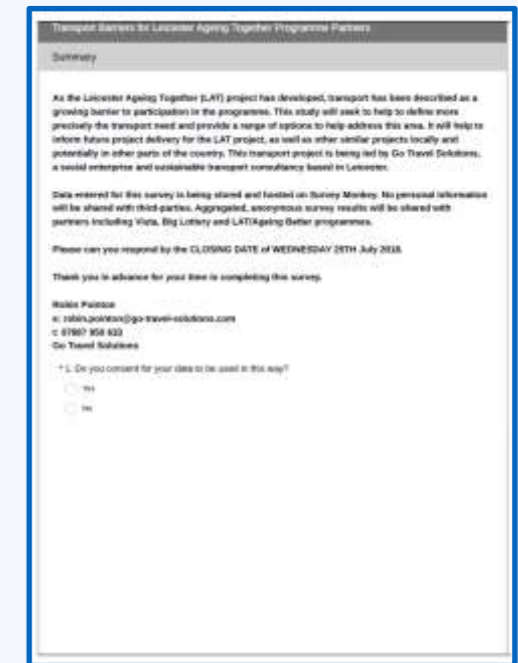 Transport Barriers for Leicester Ageing Together Programme Partners
Summary
As the Leicester Ageing Together (LAT) project has developed, transport has been described as a
growing barrier to participation in the programme. This study will seek to help to define more
precisely the transport need and provide a range of options to help address this area. It will help to
inform future project delivery for the LAT project, as well as other similar projects locally and
potentially in other parts of the country. This transport project is being led by Go Travel Solutions,
a social enterprise and sustainable transport consultancy based in Leicester.
Data entered for this survey is being stored and hosted on Survey Monkey. No personal information
will be shared with third-parties. Aggregated, anonymous survey results will be shared with
partners including Vista, Big Lottery and LAT/Ageing Better programmes.
Please can you respond by the CLOSING DATE of WEDNESDAY 25TH July 2018.
Thank you in advance for your time in completing this survey.
Robin Pointon
e: robin.pointon@go-travel-solutions.com
Go Travel Solutions
* 1. Do you consent for your data to be used in this way?
Yes
No